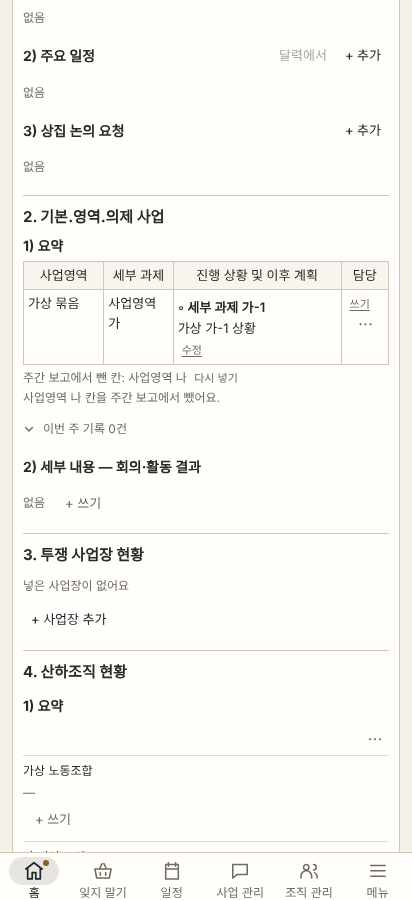 없음
2) 주요 일정 달력에서 + 추가
없음
3) 상집 논의 요청 + 추가
없음
2. 기본.영역.의제 사업
1) 요약
사업영역 세부 과제 진행 상황 및 이후 계획 담당
가상 묶음 사업영역 가 ∘ 세부 과제 가-1 쓰기
가상 가-1 상황 ···
수정
주간 보고에서 뺀 칸: 사업영역 나 다시 넣기
사업영역 나 칸을 주간 보고에서 뺐어요.
이번 주 기록 0건
2) 세부 내용 — 회의·활동 결과
없음 + 쓰기
3. 투쟁 사업장 현황
넣은 사업장이 없어요
+ 사업장 추가
4. 산하조직 현황
1) 요약
···
가상 노동조합
—
+ 쓰기
홈 잊지 말기 일정 사업 관리 조직 관리 메뉴